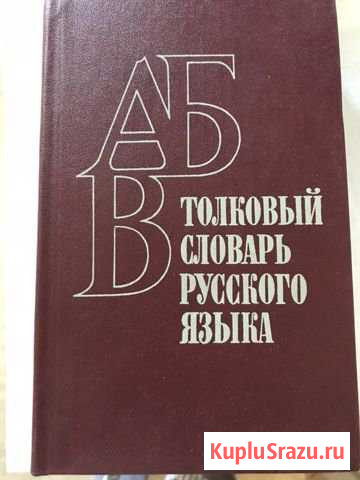 АБ
В
ТОЛКОВЫЙ
СЛОВАРЬ
РУССКОГО
ЯЗЫКА
KupluSrazu.ru